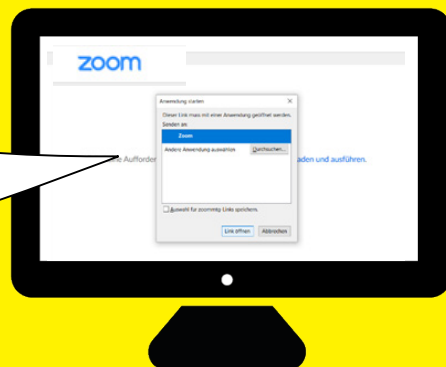 zoom
Anwendung starten
Dieser Link muss mit einer Anwendung geöffnet werden.
Senden an:
Zoom
Andere Anwendung auswählen Durchsuchen...
ne Aufforder aden und ausführen.
Auswahl für zoommtg-Links speichern.
Link öffnen Abbrechen